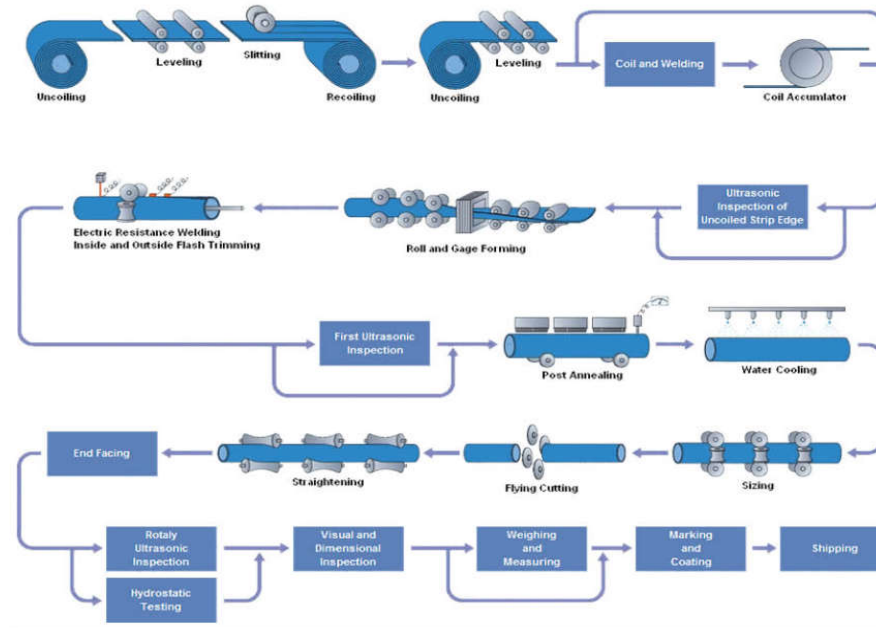 Uncoiling
Leveling
Slitting
Recoiling
Uncoiling
Leveling
Coil and Welding
Coil Accumlator
Electric Resistance Welding
Inside and Outside Flash Trimming
Roll and Gage Forming
Ultrasonic
Inspection of
Uncoiled Strip Edge
First Ultrasonic
Inspection
Post Annealing
Water Cooling
End Facing
Straightening
Flying Cutting
Sizing
Rotaly
Ultrasonic
Inspection
Visual and
Dimensional
Inspection
Weighing
and
Measuring
Marking
and
Coating
Shipping
Hydrostatic
Testing